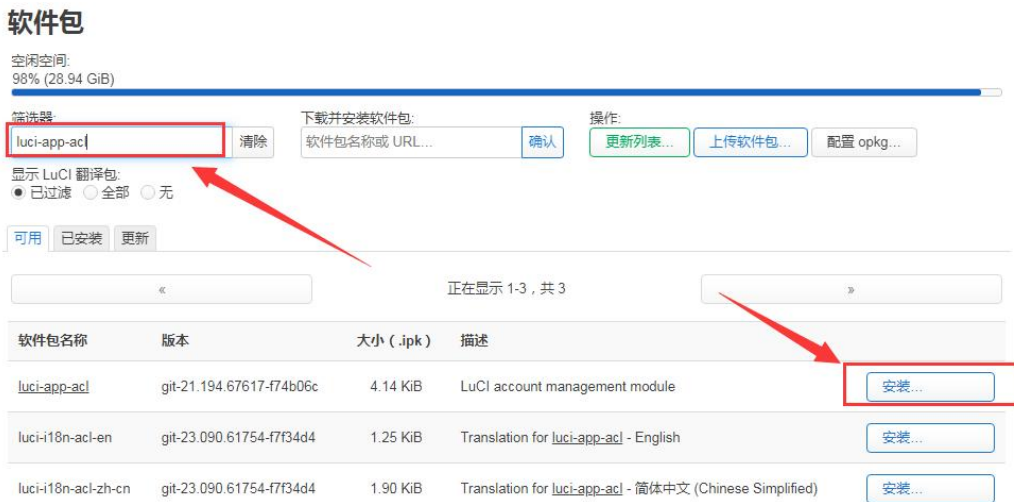 软件包
空闲空间:
98% (28.94 GiB)
筛选器: 下载并安装软件包: 操作:
luci-app-acl 清除 软件包名称或 URL... 确认 更新列表... 上传软件包... 配置 opkg...
显示 LuCI 翻译包:
已过滤 全部 无
可用 已安装 更新
« 正在显示 1-3，共 3 »
软件包名称 版本 大小（.ipk） 描述
luci-app-acl git-21.194.67617-f74b06c 4.14 KiB LuCI account management module 安装...
luci-i18n-acl-en git-23.090.61754-f7f34d4 1.25 KiB Translation for luci-app-acl - English 安装...
luci-i18n-acl-zh-cn git-23.090.61754-f7f34d4 1.90 KiB Translation for luci-app-acl - 简体中文 (Chinese Simplified) 安装...